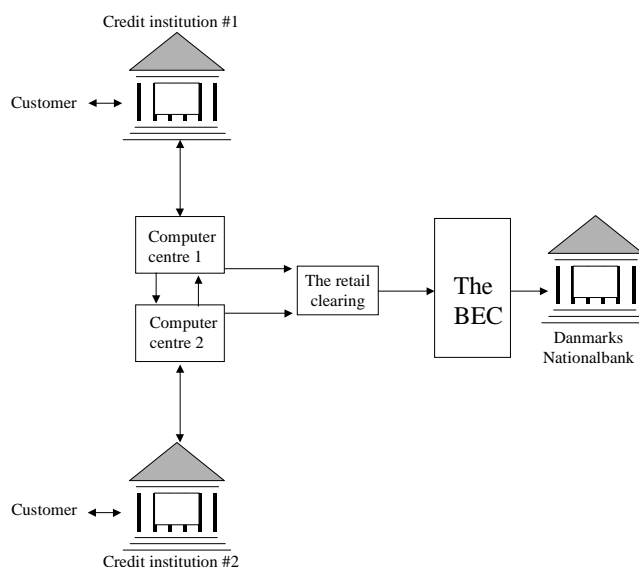 Credit institution #1
Customer
Computer
centre 1
The retail
clearing
The
BEC
Computer
centre 2
Danmarks
Nationalbank
Customer
Credit institution #2